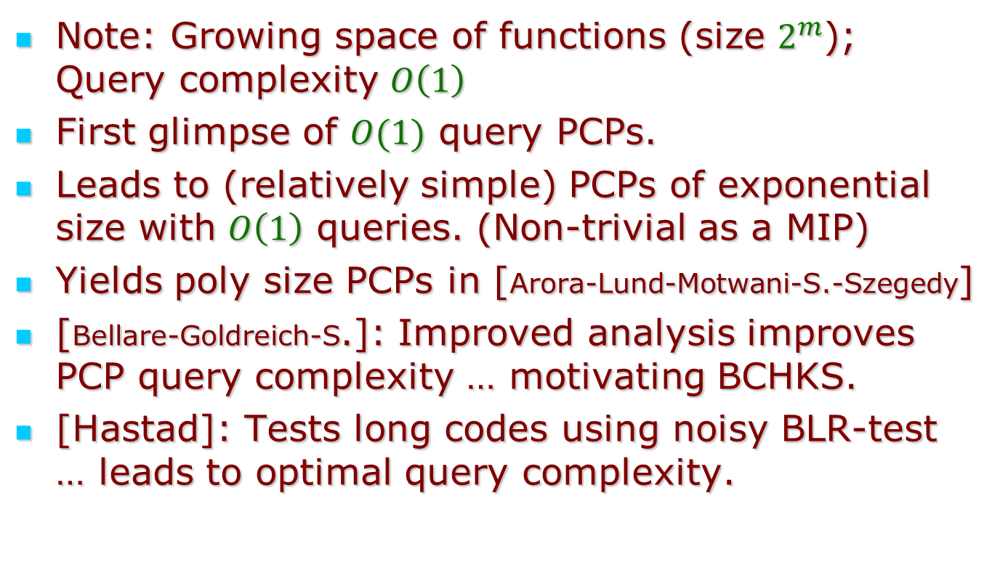 Note: Growing space of functions (size $2^m$);
Query complexity $O(1)$
First glimpse of $O(1)$ query PCPs.
Leads to (relatively simple) PCPs of exponential
size with $O(1)$ queries. (Non-trivial as a MIP)
Yields poly size PCPs in [Arora-Lund-Motwani-S.-Szegedy]
[Bellare-Goldreich-S.]: Improved analysis improves
PCP query complexity … motivating BCHKS.
[Hastad]: Tests long codes using noisy BLR-test
… leads to optimal query complexity.